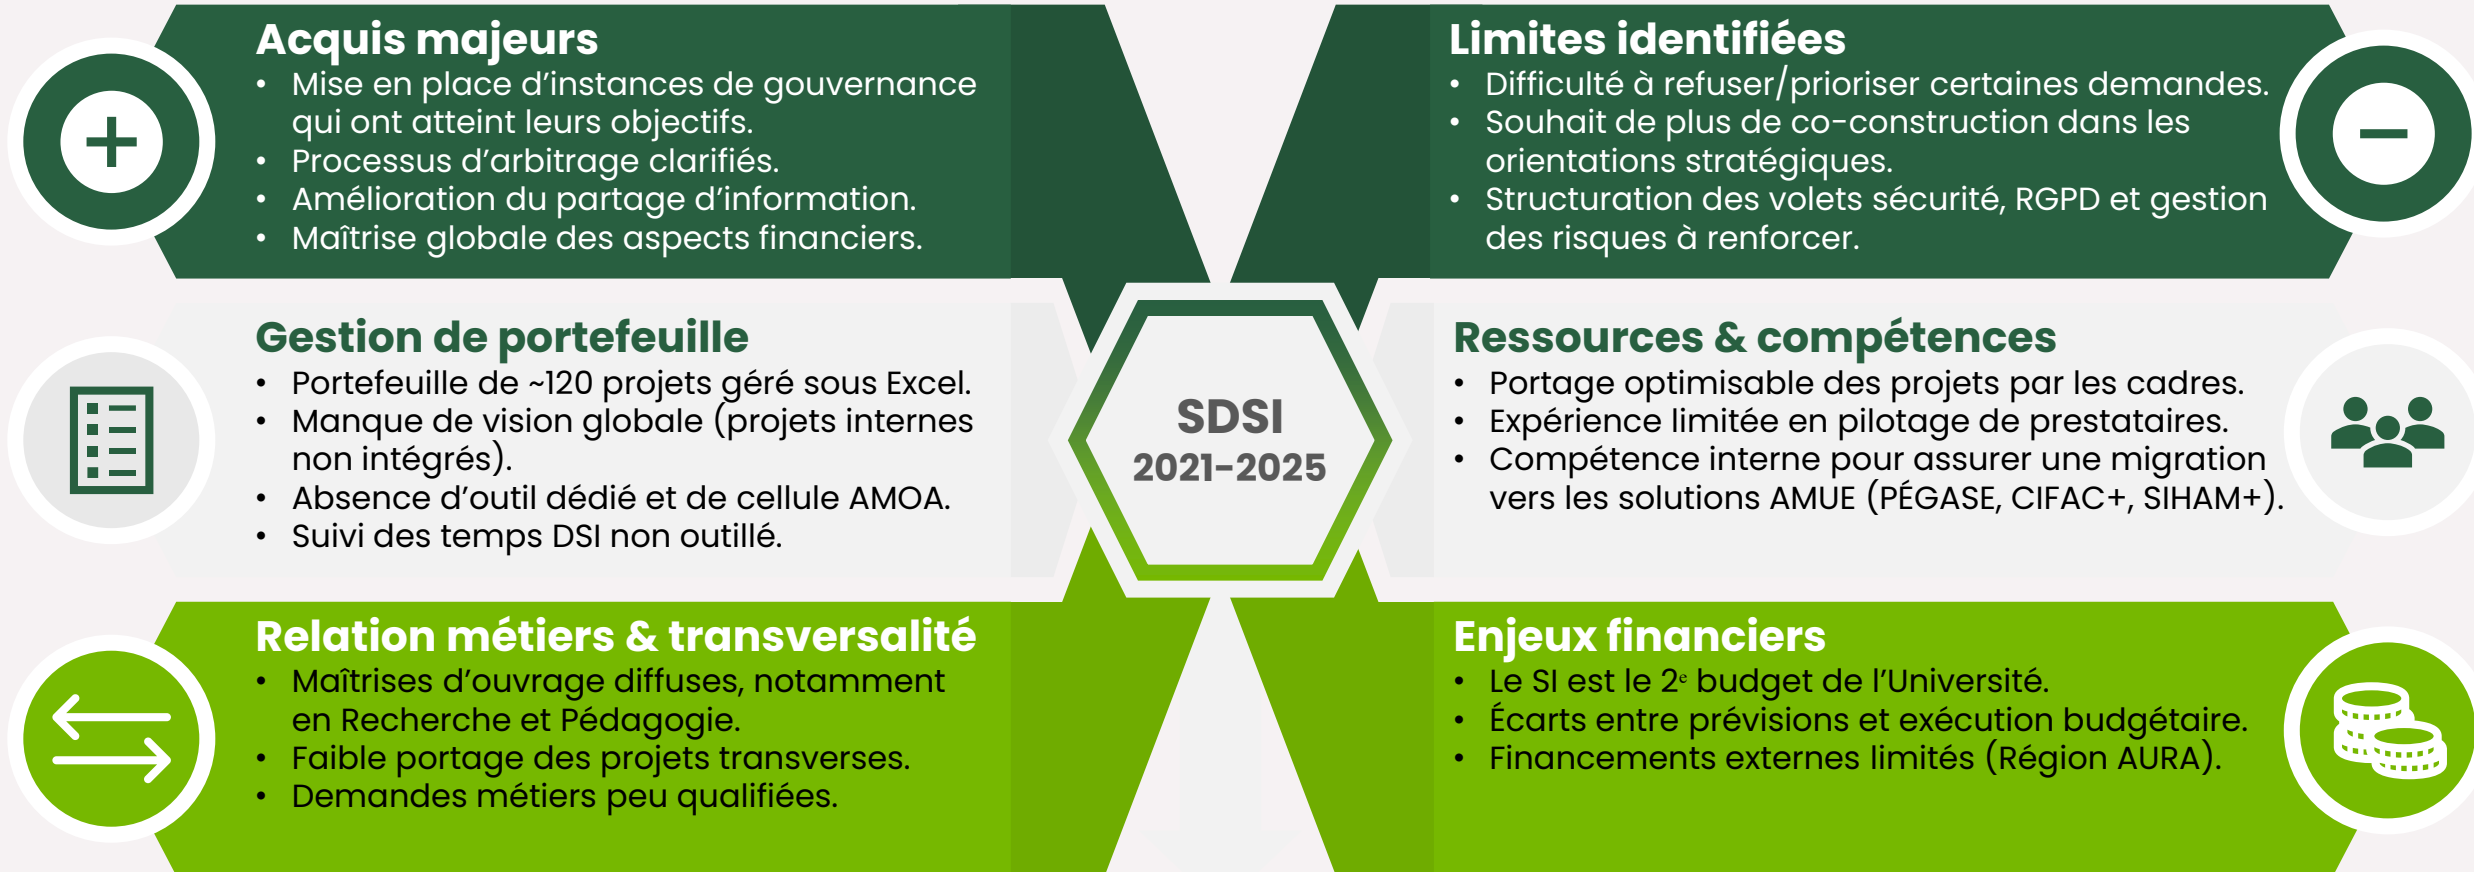 Acquis majeurs
• Mise en place d’instances de gouvernance
qui ont atteint leurs objectifs.
• Processus d’arbitrage clarifiés.
• Amélioration du partage d’information.
• Maîtrise globale des aspects financiers.
Limites identifiées
• Difficulté à refuser/prioriser certaines demandes.
• Souhait de plus de co-construction dans les
orientations stratégiques.
• Structuration des volets sécurité, RGPD et gestion
des risques à renforcer.
Gestion de portefeuille
• Portefeuille de ~120 projets géré sous Excel.
• Manque de vision globale (projets internes
non intégrés).
• Absence d’outil dédié et de cellule AMOA.
• Suivi des temps DSI non outillé.
SDSI
2021-2025
Ressources & compétences
• Portage optimisable des projets par les cadres.
• Expérience limitée en pilotage de prestataires.
• Compétence interne pour assurer une migration
vers les solutions AMUE (PÉGASE, CIFAC+, SIHAM+).
Relation métiers & transversalité
• Maîtrises d’ouvrage diffuses, notamment
en Recherche et Pédagogie.
• Faible portage des projets transverses.
• Demandes métiers peu qualifiées.
Enjeux financiers
• Le SI est le 2ᵉ budget de l’Université.
• Écarts entre prévisions et exécution budgétaire.
• Financements externes limités (Région AURA).